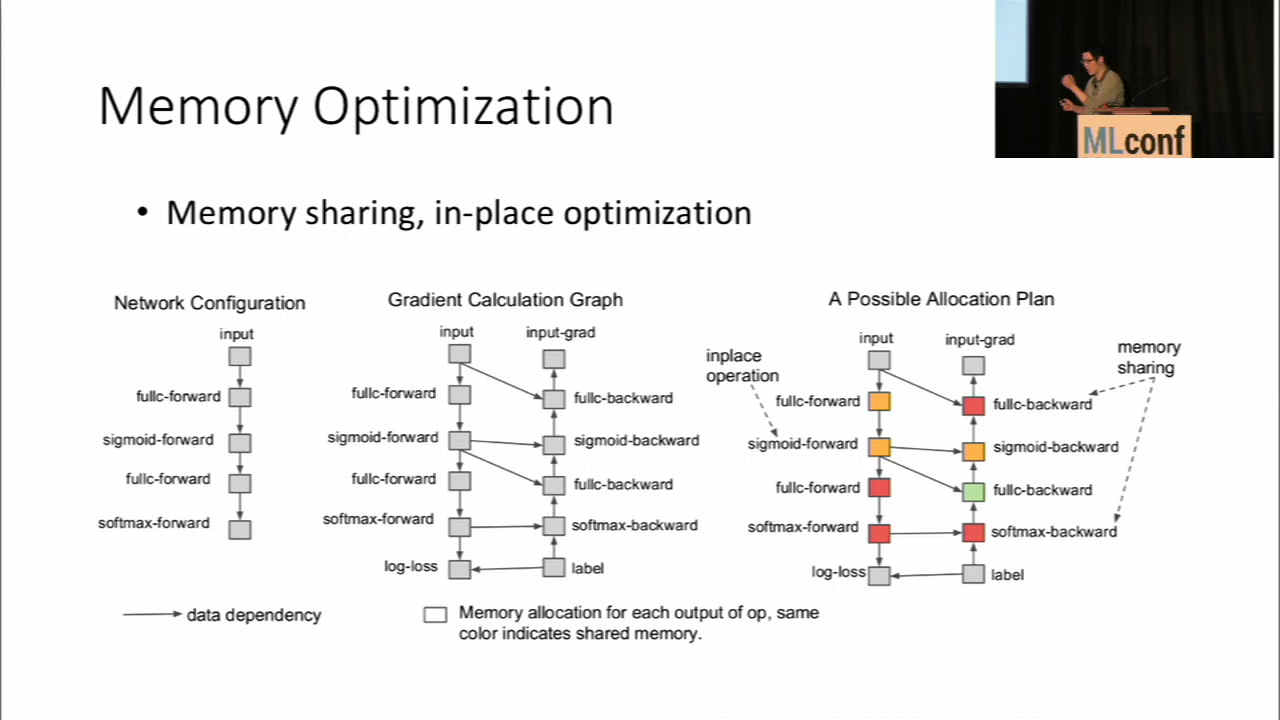 Memory Optimization
MLconf
• Memory sharing, in-place optimization
Network Configuration
input
fullc-forward
sigmoid-forward
fullc-forward
softmax-forward
Gradient Calculation Graph
input
input-grad
fullc-forward
fullc-backward
sigmoid-forward
sigmoid-backward
fullc-forward
fullc-backward
softmax-forward
softmax-backward
log-loss
label
A Possible Allocation Plan
input
input-grad
inplace
operation
memory
sharing
fullc-forward
fullc-backward
sigmoid-forward
sigmoid-backward
fullc-forward
fullc-backward
softmax-forward
softmax-backward
log-loss
label
data dependency
Memory allocation for each output of op, same
color indicates shared memory.